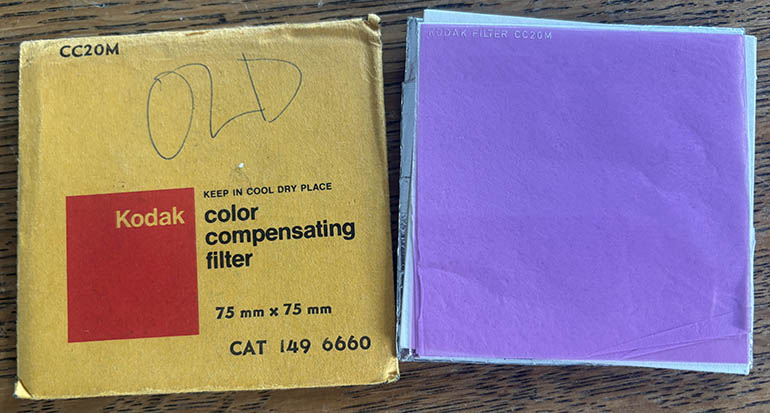 CC20M
OLD
KEEP IN COOL DRY PLACE
Kodak
color
compensating
filter
75 mm x 75 mm
CAT 149 6660
KODAK FILTER CC20M